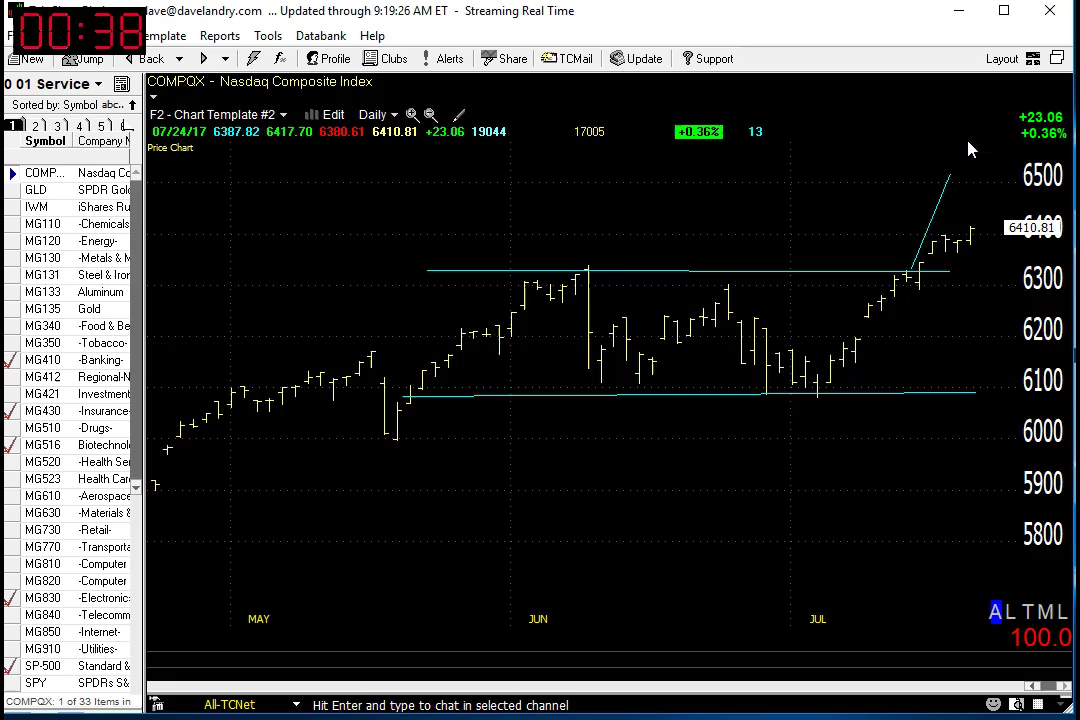 lave@davelandry.com ... Updated through 9:19:26 AM ET - Streaming Real Time
00:38
emplate Reports Tools Databank Help
New Jump Back Profile Clubs Alerts Share TCMail Update Support Layout
0 01 Service
Sorted by: Symbol abc..
1 2 3 4 5
Symbol Company N
COMP... Nasdaq Co
GLD SPDR Gol
IWM iShares Ru
MG110 -Chemicals
MG120 -Energy-
MG130 -Metals & M
MG131 Steel & Iron
MG133 Aluminum
MG135 Gold
MG340 -Food & Be
MG350 -Tobacco-
MG410 -Banking-
MG412 Regional-N
MG421 Investment
MG430 -Insurance-
MG510 -Drugs-
MG516 Biotechnol
MG520 -Health Ser
MG523 Health Care
MG610 -Aerospace
MG630 -Materials &
MG730 -Retail-
MG770 -Transporta
MG810 -Computer
MG820 -Computer
MG830 -Electronic
MG840 -Telecomm
MG850 -Internet-
MG910 -Utilities-
SP-500 Standard &
SPY SPDRs S&
COMPQX: 1 of 33 Items in
COMPQX - Nasdaq Composite Index
F2 - Chart Template #2 Edit Daily
07/24/17 6387.82 6417.70 6380.61 6410.81 +23.06 19044 17005 +0.36% 13
Price Chart
+23.06
+0.36%
6500
6400
6410.81
6300
6200
6100
6000
5900
5800
MAY JUN JUL
A L T M L
100.0
All-TCNet Hit Enter and type to chat in selected channel